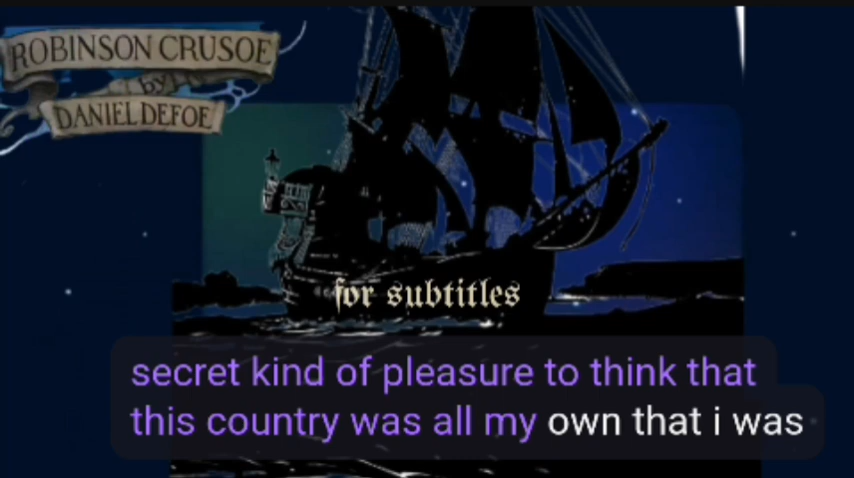 ROBINSON CRUSOE
by
DANIEL DEFOE
for subtitles
secret kind of pleasure to think that
this country was all my own that i was